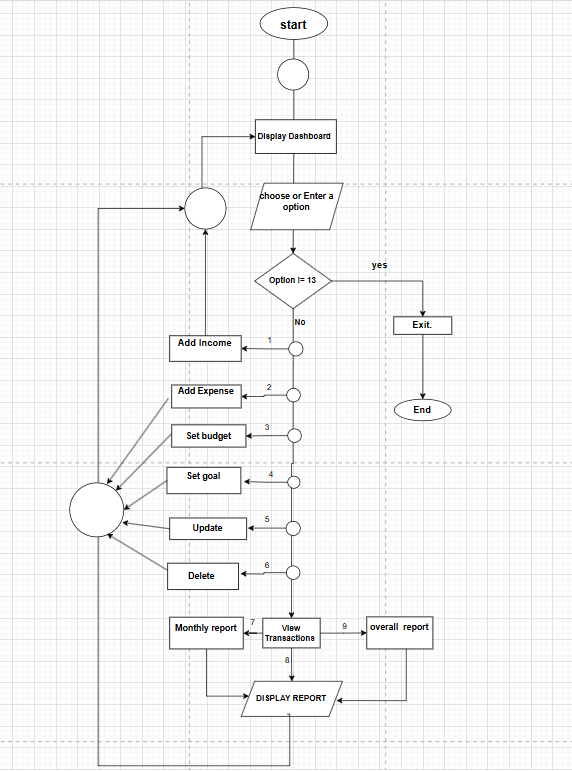 start
Display Dashboard
choose or Enter a
option
Option != 13
yes
No
Exit.
End
Add Income
1
Add Expense
2
Set budget
3
Set goal
4
Update
5
Delete
6
Monthly report
7
View
Transactions
9
overall report
8
DISPLAY REPORT